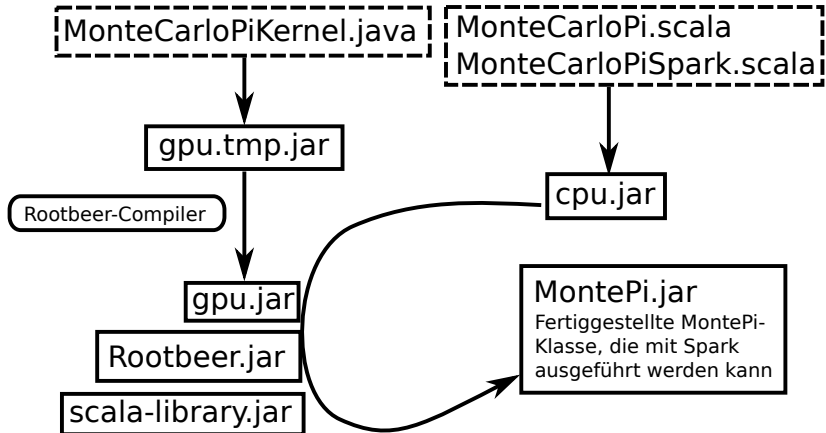 MonteCarloPiKernel.java
MonteCarloPi.scala
MonteCarloPiSpark.scala
gpu.tmp.jar
cpu.jar
Rootbeer-Compiler
gpu.jar
Rootbeer.jar
scala-library.jar
MontePi.jar
Fertiggestellte MontePi-
Klasse, die mit Spark
ausgeführt werden kann